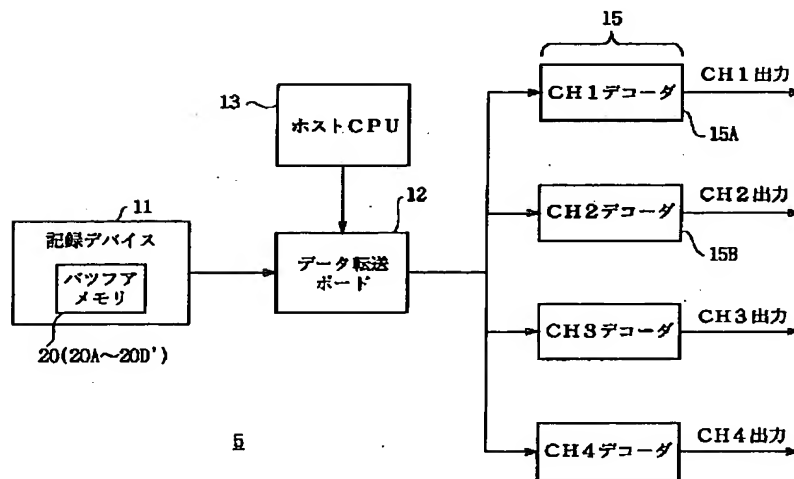 15
CH1デコーダ
CH1出力
15A
13
ホストCPU
CH2デコーダ
CH2出力
15B
11
記録デバイス
バツフア
メモリ
20(20A～20D')
12
データ転送
ボード
CH3デコーダ
CH3出力
5
CH4デコーダ
CH4出力